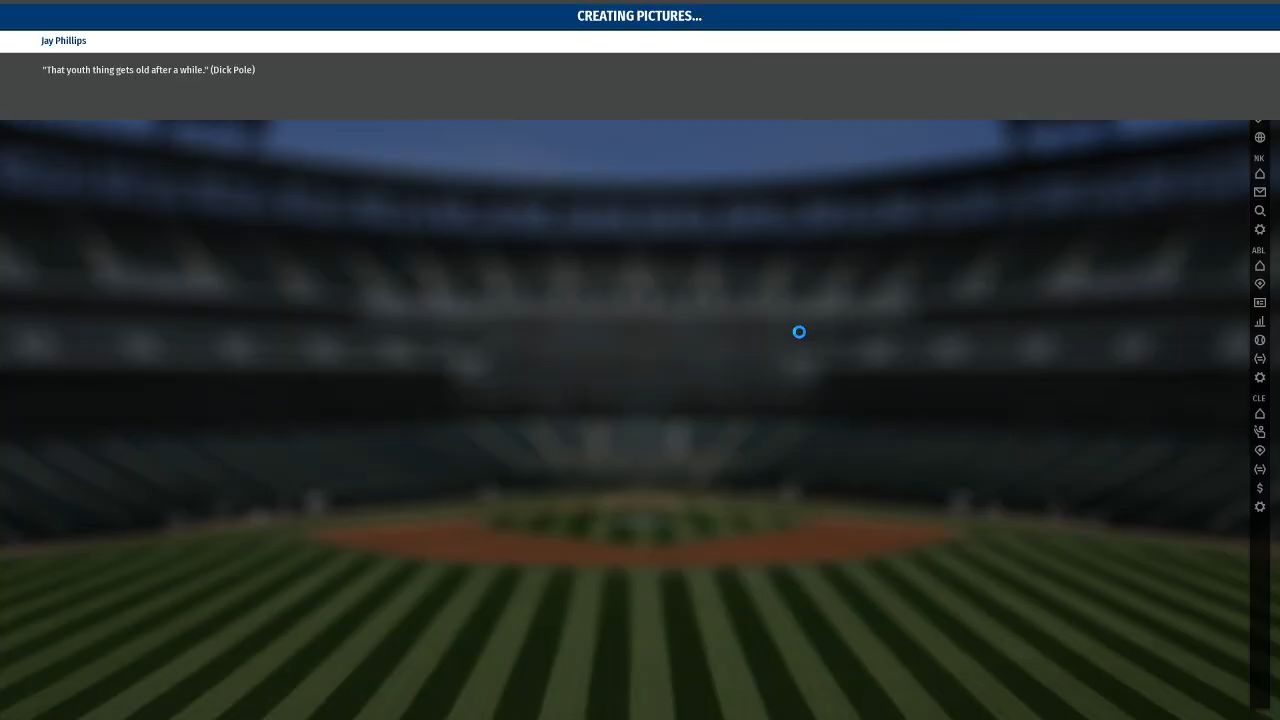 CREATING PICTURES...
Jay Phillips
"That youth thing gets old after a while." (Dick Pole)
NK
ABL
CLE
$